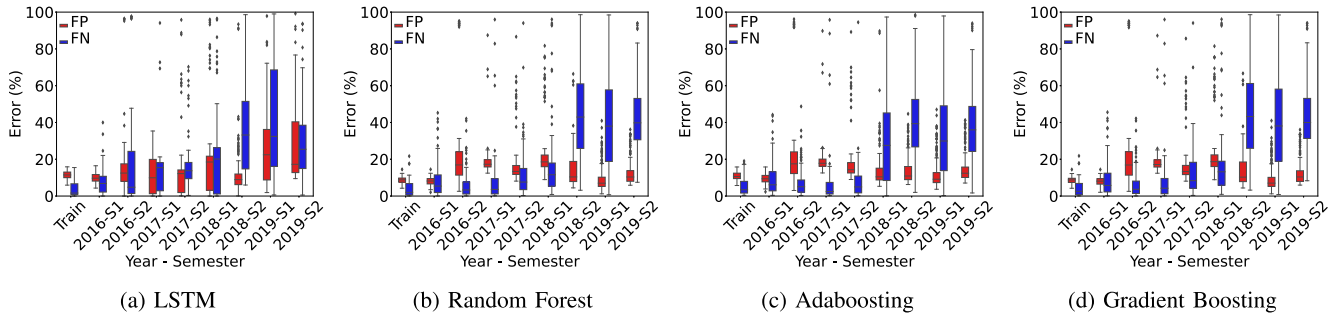 FP
FN
Error (%)
100
80
60
40
20
0
Train
2016-S1
2016-S2
2017-S1
2017-S2
2018-S1
2018-S2
2019-S1
2019-S2
Year - Semester
(a) LSTM
FP
FN
Error (%)
100
80
60
40
20
0
Train
2016-S1
2016-S2
2017-S1
2017-S2
2018-S1
2018-S2
2019-S1
2019-S2
Year - Semester
(b) Random Forest
FP
FN
Error (%)
100
80
60
40
20
0
Train
2016-S1
2016-S2
2017-S1
2017-S2
2018-S1
2018-S2
2019-S1
2019-S2
Year - Semester
(c) Adaboosting
FP
FN
Error (%)
100
80
60
40
20
0
Train
2016-S1
2016-S2
2017-S1
2017-S2
2018-S1
2018-S2
2019-S1
2019-S2
Year - Semester
(d) Gradient Boosting